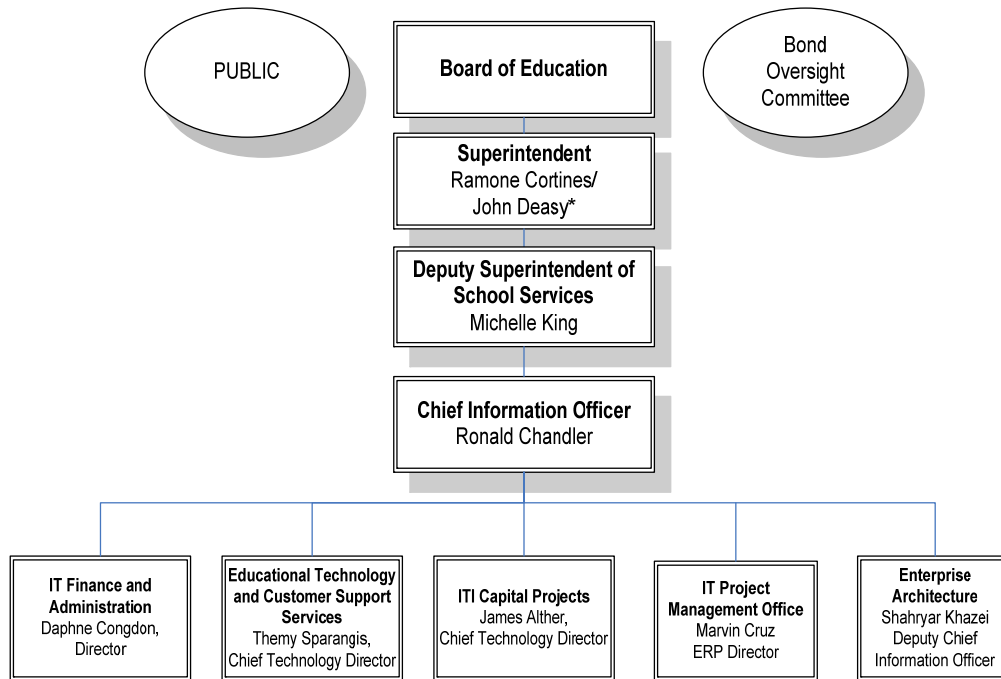 PUBLIC
Board of Education
Bond
Oversight
Committee
Superintendent
Ramone Cortines/
John Deasy*
Deputy Superintendent of
School Services
Michelle King
Chief Information Officer
Ronald Chandler
IT Finance and
Administration
Daphne Congdon,
Director
Educational Technology
and Customer Support
Services
Themy Sparangis,
Chief Technology Director
ITI Capital Projects
James Alther,
Chief Technology Director
IT Project
Management Office
Marvin Cruz
ERP Director
Enterprise
Architecture
Shahryar Khazei
Deputy Chief
Information Officer